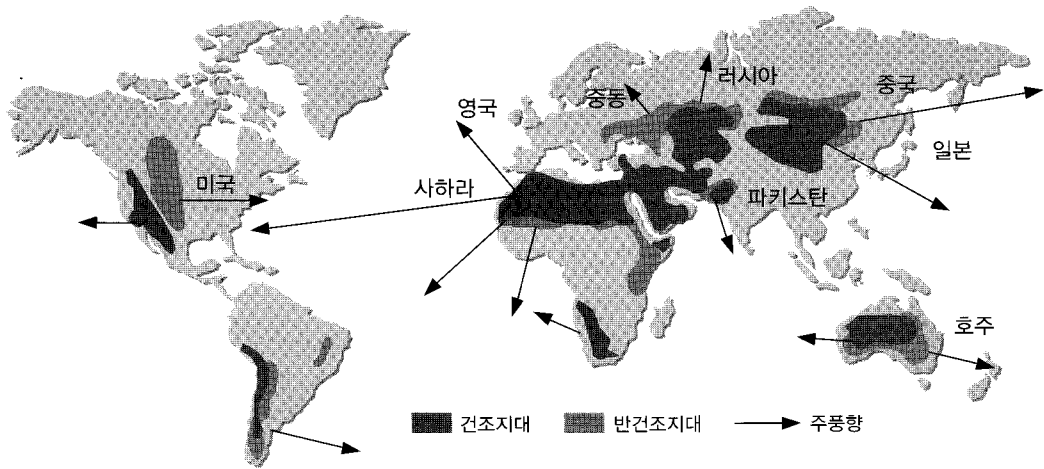 러시아
중동
중국
영국
일본
미국
사하라
파키스탄
호주
건조지대
반건조지대
주풍향